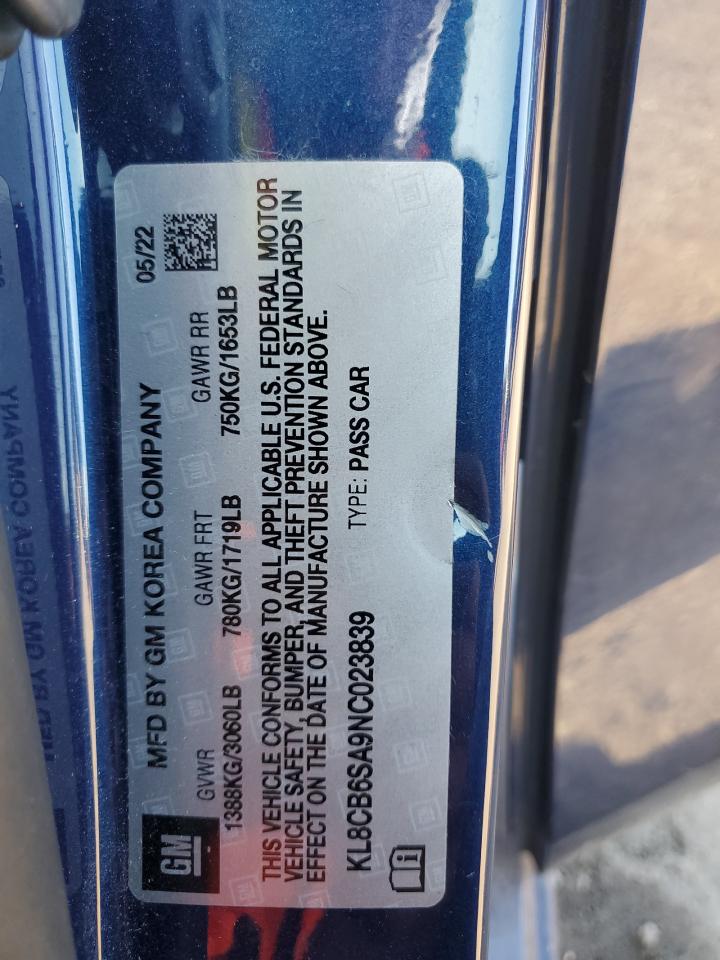 GM
MFD BY GM KOREA COMPANY
05/22
GVWR GAWR FRT GAWR RR
1388KG/3060LB 780KG/1719LB 750KG/1653LB
THIS VEHICLE CONFORMS TO ALL APPLICABLE U.S. FEDERAL MOTOR
VEHICLE SAFETY, BUMPER, AND THEFT PREVENTION STANDARDS IN
EFFECT ON THE DATE OF MANUFACTURE SHOWN ABOVE.
KL8CB6SA9NC023839 TYPE: PASS CAR